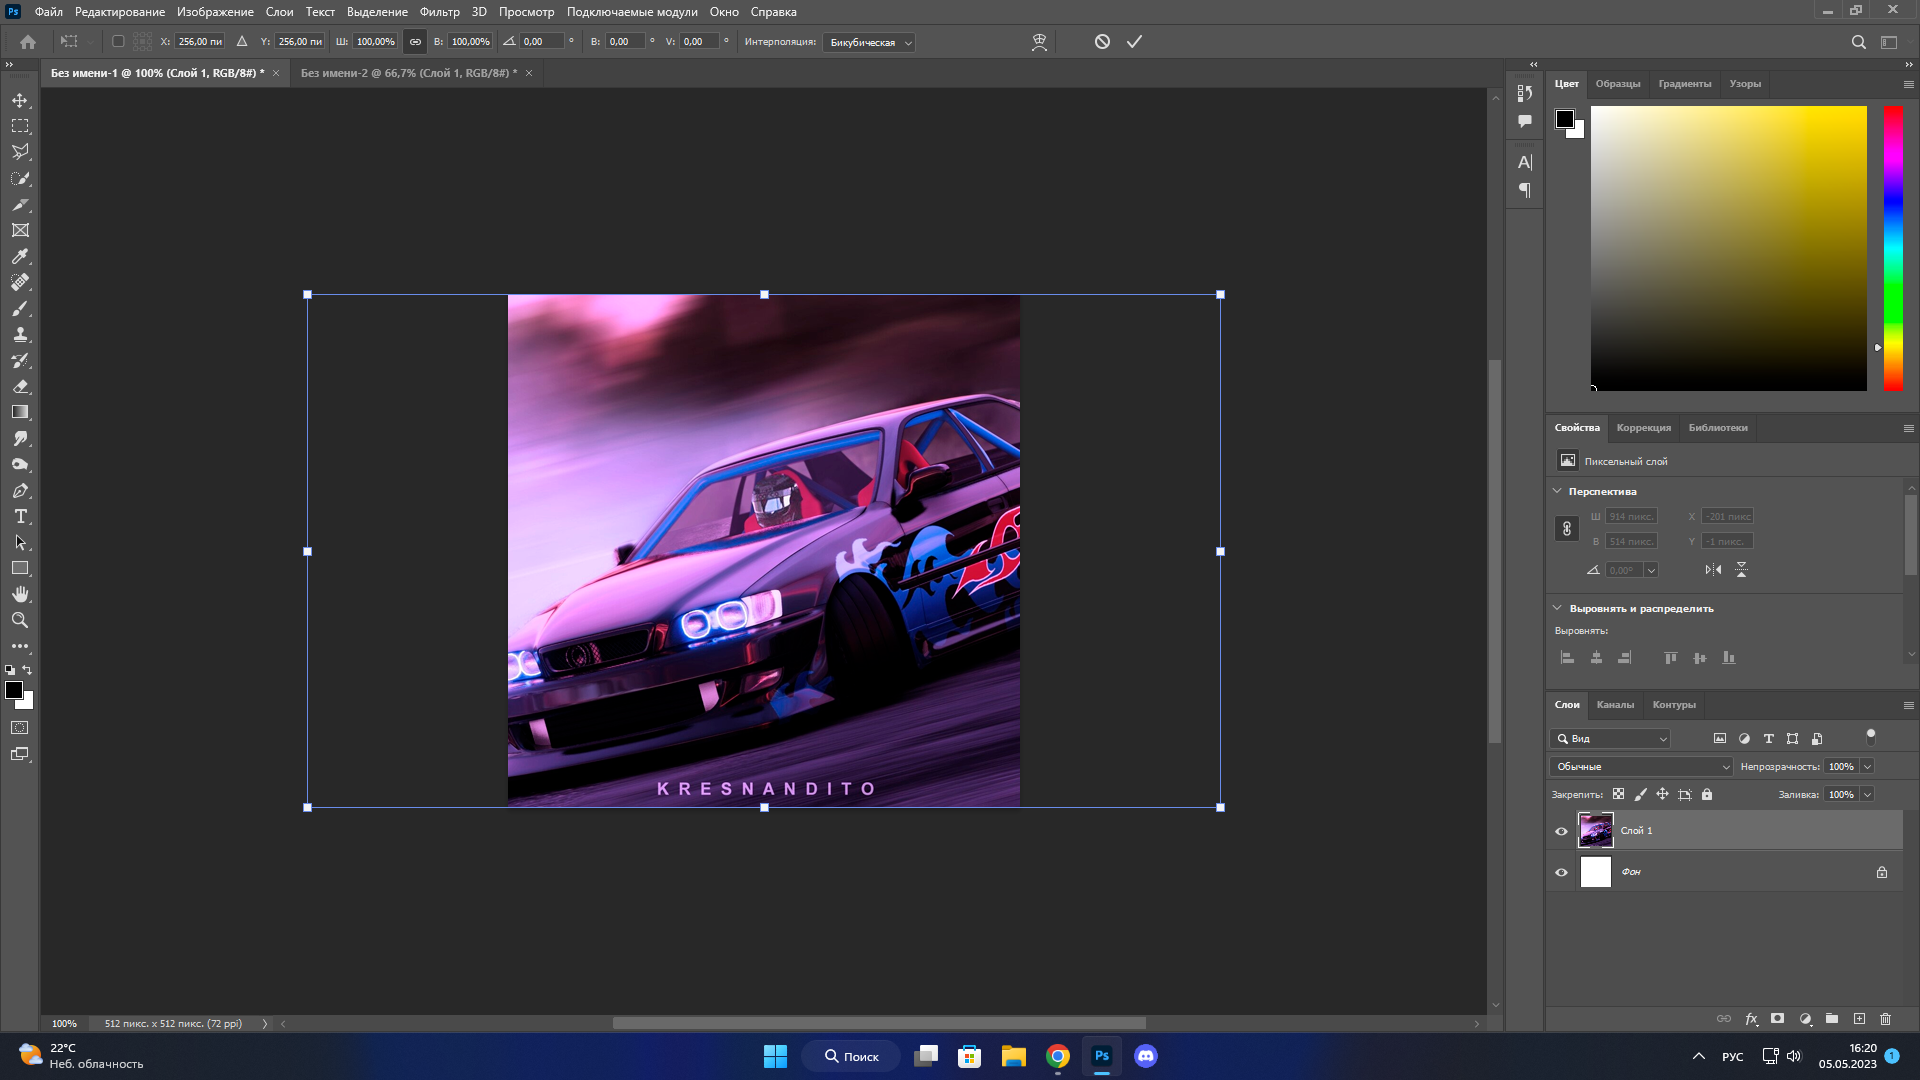 Ps Файл Редактирование Изображение Слои Текст Выделение Фильтр 3D Просмотр Подключаемые модули Окно Справка
X: 256,00 пи Y: 256,00 пи Ш: 100,00% В: 100,00% 0,00 ° В: 0,00 ° V: 0,00 ° Интерполяция: Бикубическая
Без имени-1 @ 100% (Слой 1, RGB/8#) * × Без имени-2 @ 66,7% (Слой 1, RGB/8#) * ×
Цвет Образцы Градиенты Узоры
Свойства Коррекция Библиотеки
Пиксельный слой
Перспектива
Ш 914 пикс. X -201 пикс
В 514 пикс. Y -1 пикс.
0,00°
Выровнять и распределить
Выровнять:
Слои Каналы Контуры
Вид
Обычные Непрозрачность: 100%
Закрепить: Заливка: 100%
Слой 1
Фон
KRESNANDITO
100% 512 пикс. x 512 пикс. (72 ppi)
22°C
Неб. облачность
Поиск
Ps
РУС
16:20
05.05.2023
1